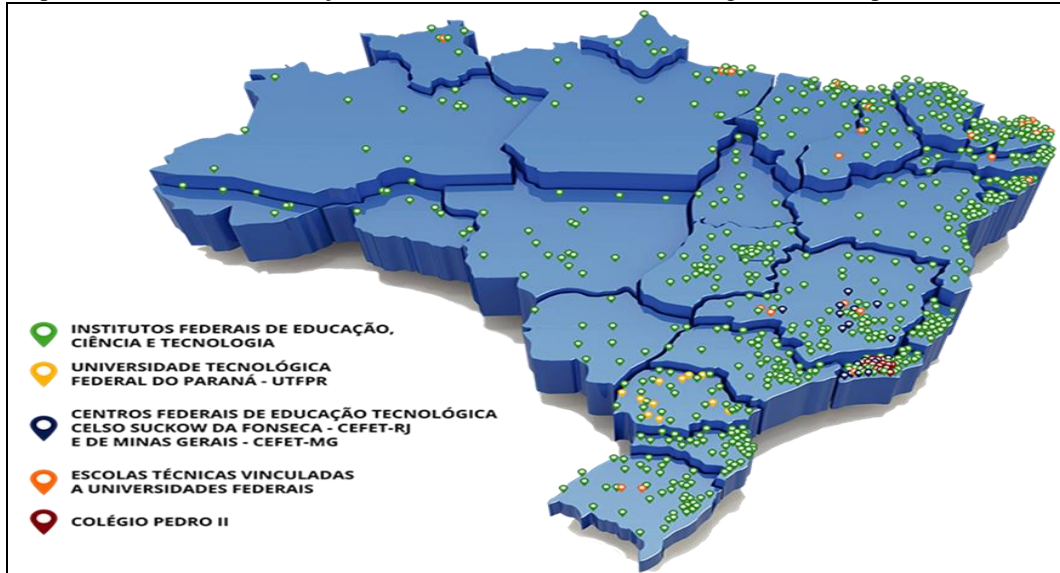 INSTITUTOS FEDERAIS DE EDUCAÇÃO,
CIÊNCIA E TECNOLOGIA
UNIVERSIDADE TECNOLÓGICA
FEDERAL DO PARANÁ - UTFPR
CENTROS FEDERAIS DE EDUCAÇÃO TECNOLÓGICA
CELSO SUCKOW DA FONSECA - CEFET-RJ
E DE MINAS GERAIS - CEFET-MG
ESCOLAS TÉCNICAS VINCULADAS
A UNIVERSIDADES FEDERAIS
COLÉGIO PEDRO II